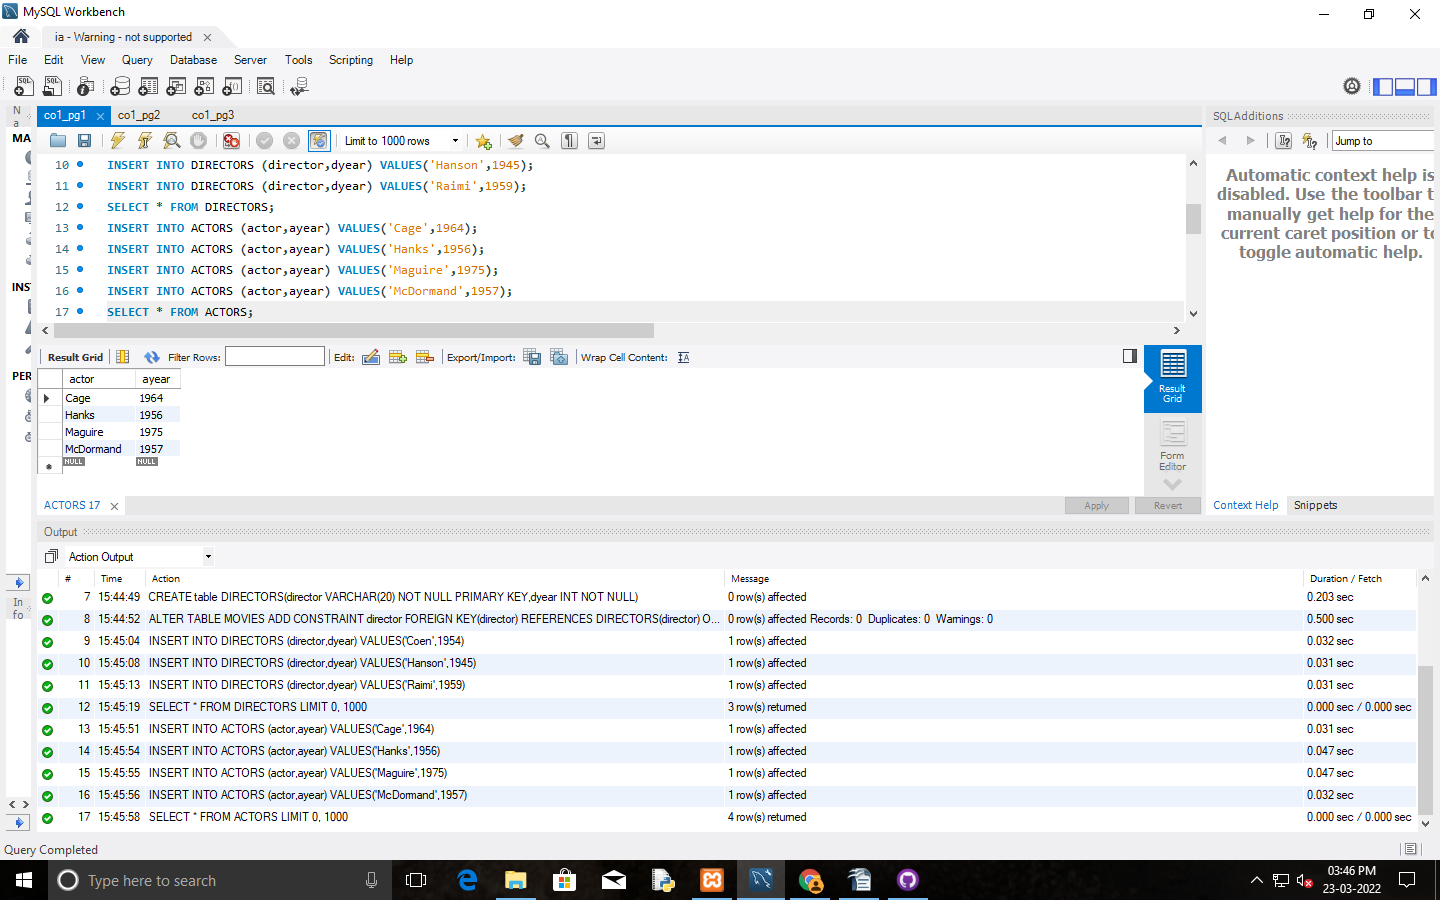 MySQL Workbench
ia - Warning - not supported
File Edit View Query Database Server Tools Scripting Help
N
a
MA
INS
PER
In
fo
co1_pg1 co1_pg2 co1_pg3
Limit to 1000 rows
10 INSERT INTO DIRECTORS (director,dyear) VALUES('Hanson',1945);
11 INSERT INTO DIRECTORS (director,dyear) VALUES('Raimi',1959);
12 SELECT * FROM DIRECTORS;
13 INSERT INTO ACTORS (actor,ayear) VALUES('Cage',1964);
14 INSERT INTO ACTORS (actor,ayear) VALUES('Hanks',1956);
15 INSERT INTO ACTORS (actor,ayear) VALUES('Maguire',1975);
16 INSERT INTO ACTORS (actor,ayear) VALUES('McDormand',1957);
17 SELECT * FROM ACTORS;
Result Grid Filter Rows: Edit: Export/Import: Wrap Cell Content:
actor ayear
Cage 1964
Hanks 1956
Maguire 1975
McDormand 1957
NULL NULL
Result
Grid
Form
Editor
ACTORS 17 Apply Revert
SQLAdditions
Jump to
Automatic context help is
disabled. Use the toolbar t
manually get help for the
current caret position or to
toggle automatic help.
Context Help Snippets
Output
Action Output
# Time Action Message Duration / Fetch
7 15:44:49 CREATE table DIRECTORS(director VARCHAR(20) NOT NULL PRIMARY KEY,dyear INT NOT NULL) 0 row(s) affected 0.203 sec
8 15:44:52 ALTER TABLE MOVIES ADD CONSTRAINT director FOREIGN KEY(director) REFERENCES DIRECTORS(director) O... 0 row(s) affected Records: 0 Duplicates: 0 Warnings: 0 0.500 sec
9 15:45:04 INSERT INTO DIRECTORS (director,dyear) VALUES('Coen',1954) 1 row(s) affected 0.032 sec
10 15:45:08 INSERT INTO DIRECTORS (director,dyear) VALUES('Hanson',1945) 1 row(s) affected 0.031 sec
11 15:45:13 INSERT INTO DIRECTORS (director,dyear) VALUES('Raimi',1959) 1 row(s) affected 0.031 sec
12 15:45:19 SELECT * FROM DIRECTORS LIMIT 0, 1000 3 row(s) returned 0.000 sec / 0.000 sec
13 15:45:51 INSERT INTO ACTORS (actor,ayear) VALUES('Cage',1964) 1 row(s) affected 0.031 sec
14 15:45:54 INSERT INTO ACTORS (actor,ayear) VALUES('Hanks',1956) 1 row(s) affected 0.047 sec
15 15:45:55 INSERT INTO ACTORS (actor,ayear) VALUES('Maguire',1975) 1 row(s) affected 0.047 sec
16 15:45:56 INSERT INTO ACTORS (actor,ayear) VALUES('McDormand',1957) 1 row(s) affected 0.032 sec
17 15:45:58 SELECT * FROM ACTORS LIMIT 0, 1000 4 row(s) returned 0.000 sec / 0.000 sec
Query Completed
Type here to search
03:46 PM
23-03-2022